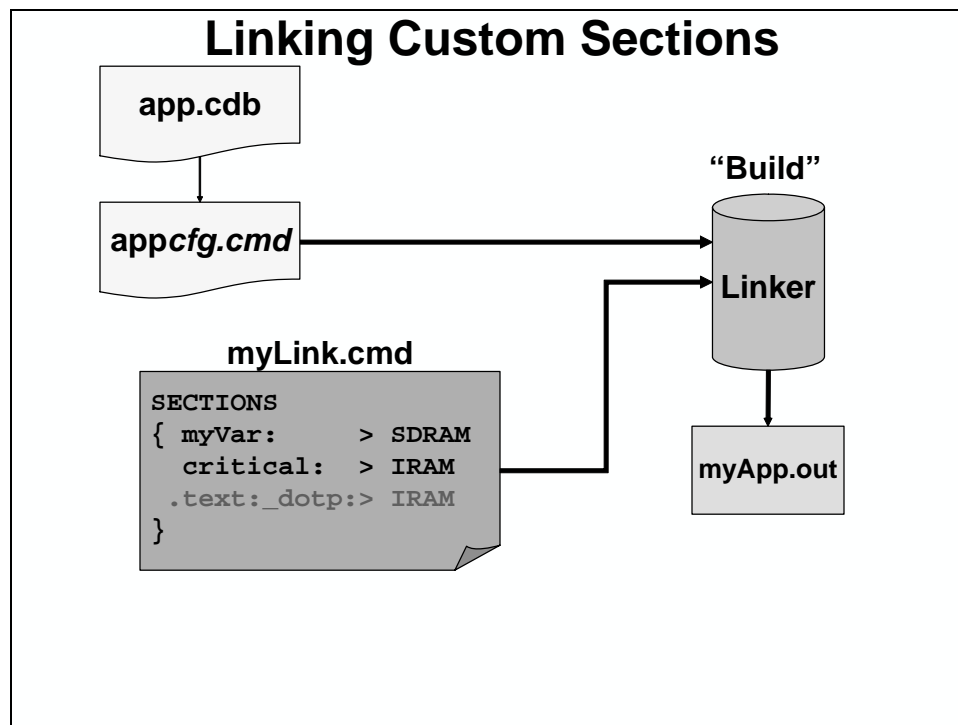 Linking Custom Sections
app.cdb
“Build”
appcfg.cmd
Linker
myLink.cmd
SECTIONS
{ myVar:      > SDRAM
  critical:  > IRAM
 .text:_dotp:> IRAM
}
myApp.out